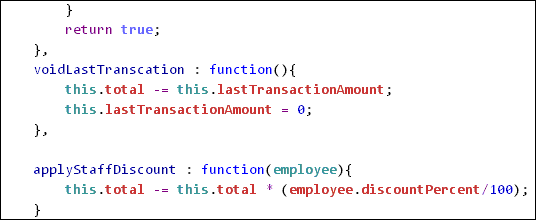 }
return true;
},
voidLastTranscation : function(){
this.total -= this.lastTransactionAmount;
this.lastTransactionAmount = 0;
},
applyStaffDiscount : function(employee){
this.total -= this.total * (employee.discountPercent/100);
}